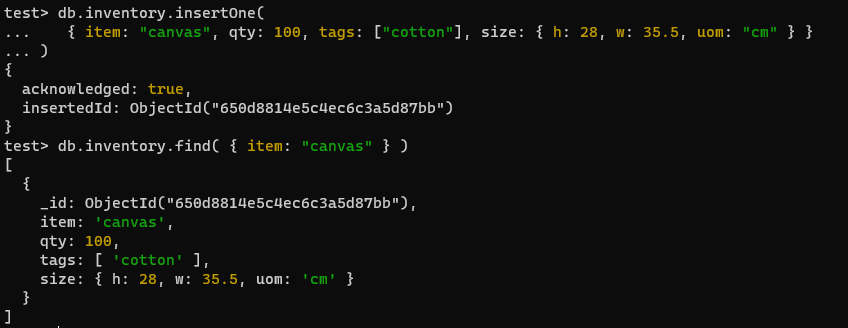 test> db.inventory.insertOne(
...    { item: "canvas", qty: 100, tags: ["cotton"], size: { h: 28, w: 35.5, uom: "cm" } }
... )
{
  acknowledged: true,
  insertedId: ObjectId("650d8814e5c4ec6c3a5d87bb")
}
test> db.inventory.find( { item: "canvas" } )
[
  {
    _id: ObjectId("650d8814e5c4ec6c3a5d87bb"),
    item: 'canvas',
    qty: 100,
    tags: [ 'cotton' ],
    size: { h: 28, w: 35.5, uom: 'cm' }
  }
]